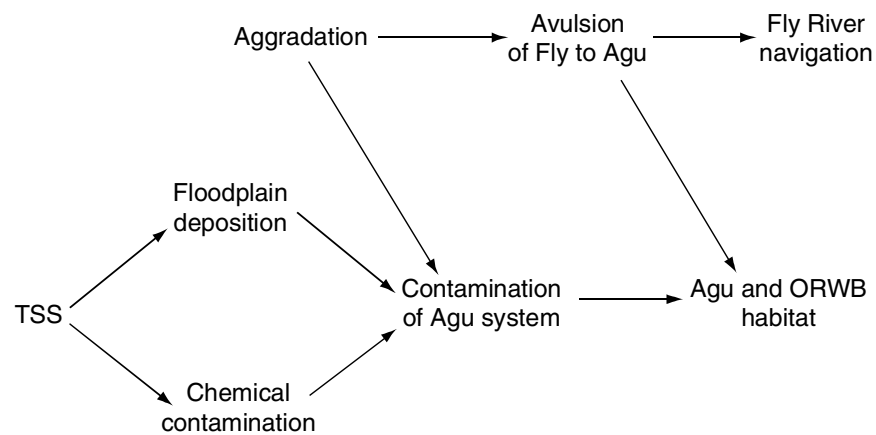 Aggradation
Avulsion
of Fly to Agu
Fly River
navigation
Floodplain
deposition
TSS
Contamination
of Agu system
Agu and ORWB
habitat
Chemical
contamination